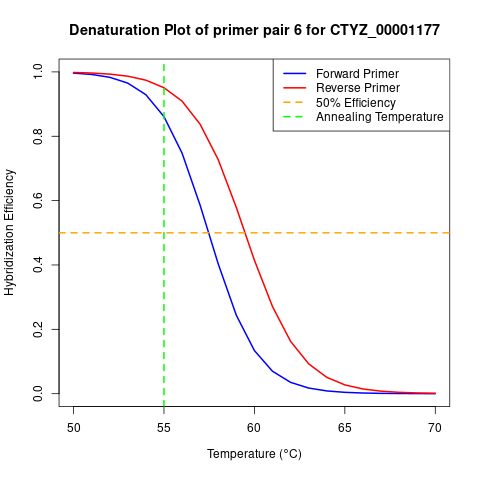 Denaturation Plot of primer pair 6 for CTYZ_00001177
Forward Primer
Reverse Primer
50% Efficiency
Annealing Temperature
Hybridization Efficiency
1.0
0.8
0.6
0.4
0.2
0.0
50
55
60
65
70
Temperature (°C)